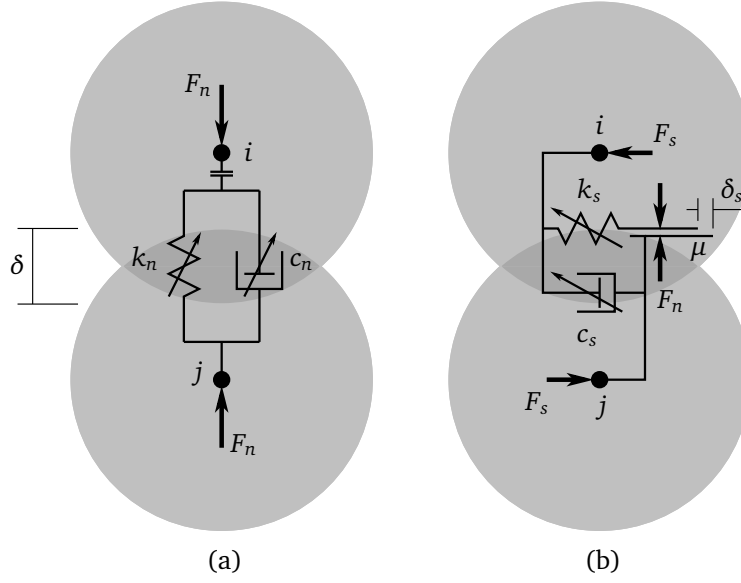 F_n
i
δ
k_n
c_n
j
F_n
(a)
i
F_s
k_s
δ_s
μ
F_n
c_s
F_s
j
(b)